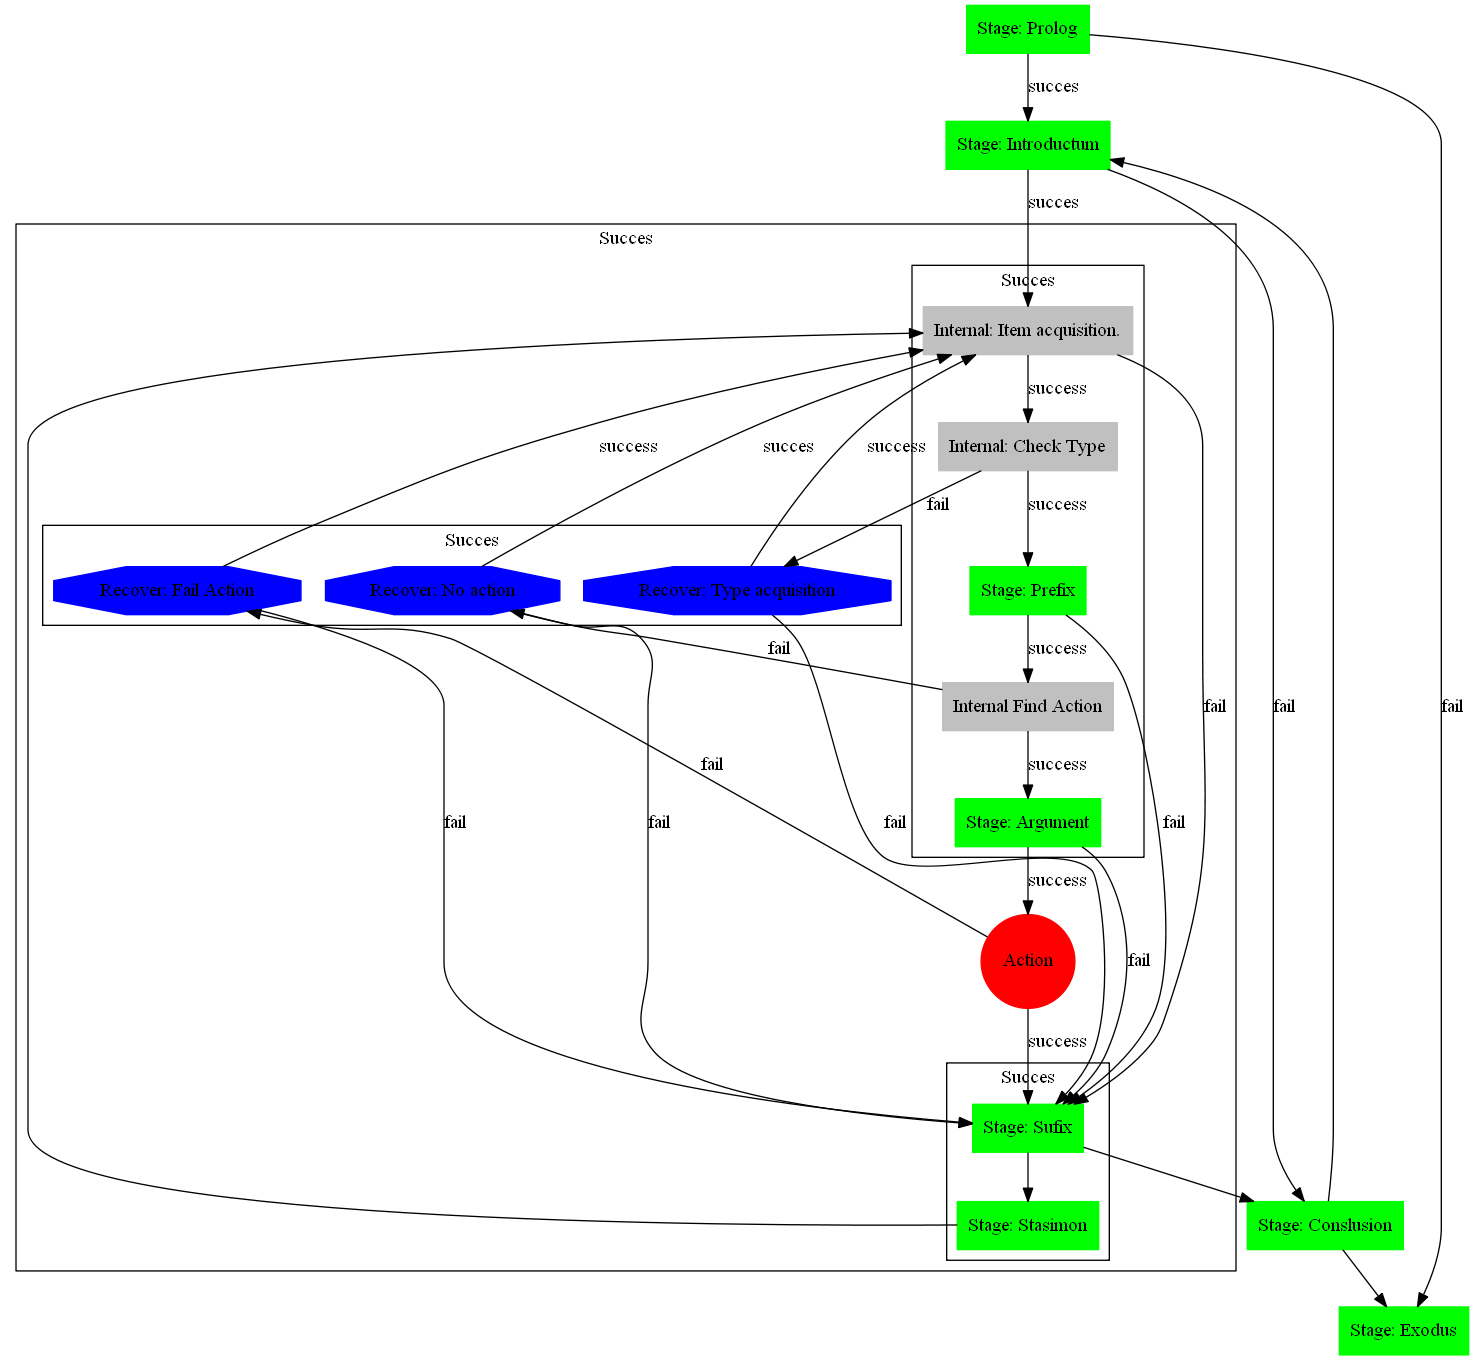 Stage: Prolog
succes
Stage: Introductum
succes
Succes
Succes
Internal: Item acquisition.
success
Internal: Check Type
success
succes
success
fail
success
Succes
Recover: Fail Action
Recover: No action
Recover: Type acquisition
Stage: Prefix
fail
success
Internal Find Action
fail
fail
fail
fail
success
Stage: Argument
fail
fail
fail
fail
success
Action
fail
success
Succes
Stage: Sufix
Stage: Stasimon
Stage: Conslusion
Stage: Exodus